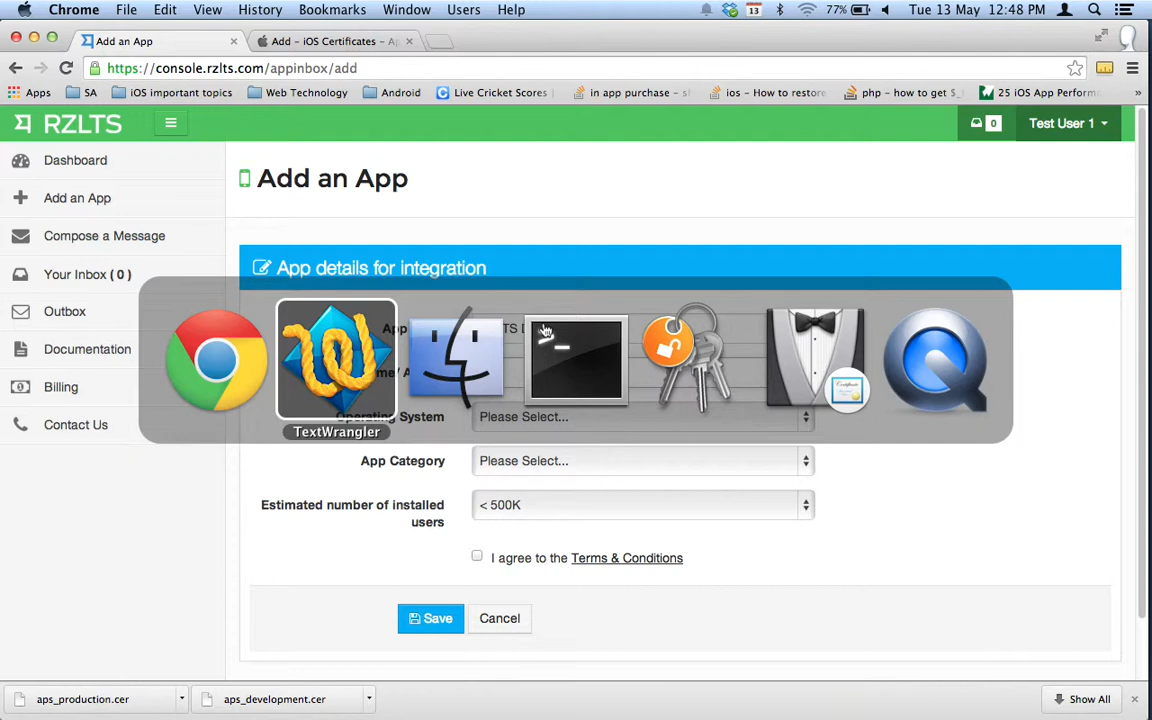 Chrome File Edit View History Bookmarks Window Users Help 13 77% Tue 13 May 12:48 PM
Add an App Add – iOS Certificates – Ap
https://console.rzlts.com/appinbox/add
Apps SA iOS important topics Web Technology Android Live Cricket Scores in app purchase - s ios - How to restore php - how to get $_ 25 iOS App Perform »
RZLTS 0 Test User 1
Dashboard
Add an App
Add an App
Compose a Message
App details for integration
Your Inbox ( 0 )
Outbox
Documentation
Billing
Contact Us
TextWrangler
Operating System Please Select...
App Category Please Select...
Estimated number of installed users < 500K
I agree to the Terms & Conditions
Save Cancel
aps_production.cer aps_development.cer Show All